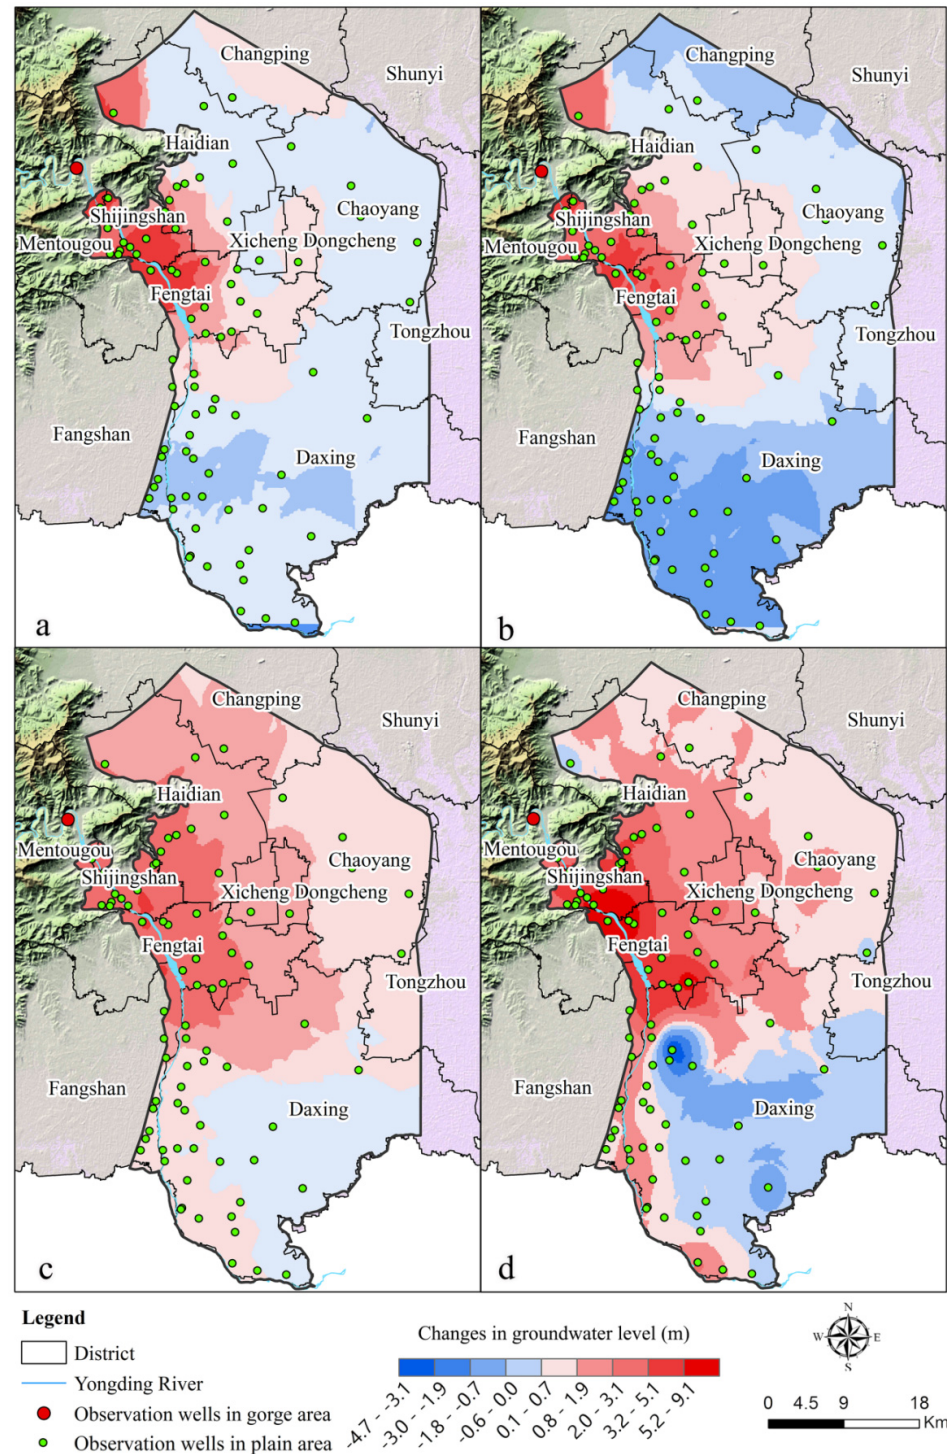 Changping
Shunyi
Haidian
Chaoyang
Shijingshan
Mentougou
Xicheng Dongcheng
Fengtai
Tongzhou
Fangshan
Daxing
a
Changping
Shunyi
Haidian
Chaoyang
Shijingshan
Mentougou
Xicheng Dongcheng
Fengtai
Tongzhou
Fangshan
Daxing
b
Changping
Shunyi
Haidian
Mentougou
Chaoyang
Shijingshan
Xicheng Dongcheng
Fengtai
Tongzhou
Fangshan
Daxing
c
Changping
Shunyi
Haidian
Mentougou
Chaoyang
Shijingshan
Xicheng Dongcheng
Fengtai
Tongzhou
Fangshan
Daxing
d
Legend
District
Yongding River
Observation wells in gorge area
Observation wells in plain area
Changes in groundwater level (m)
-4.7 - -3.1
-3.0 - -1.9
-1.8 - -0.7
-0.6 - 0.0
0.1 - 0.7
0.8 - 1.9
2.0 - 3.1
3.2 - 5.1
5.2 - 9.1
N
W
E
S
0 4.5 9 18
Km